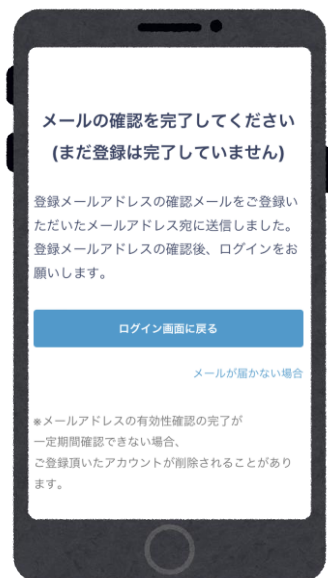 メールの確認を完了してください
(まだ登録は完了していません)
登録メールアドレスの確認メールをご登録い
ただいたメールアドレス宛に送信しました。
登録メールアドレスの確認後、ログインをお
願いします。
ログイン画面に戻る
メールが届かない場合
※メールアドレスの有効性確認の完了が
一定期間確認できない場合、
ご登録頂いたアカウントが削除されることがあり
ます。